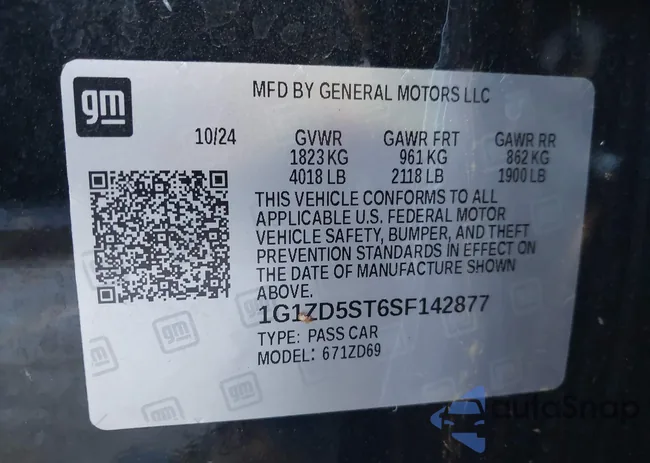 gm
MFD BY GENERAL MOTORS LLC
10/24 GVWR GAWR FRT GAWR RR
1823 KG 961 KG 862 KG
4018 LB 2118 LB 1900 LB
THIS VEHICLE CONFORMS TO ALL
APPLICABLE U.S. FEDERAL MOTOR
VEHICLE SAFETY, BUMPER, AND THEFT
PREVENTION STANDARDS IN EFFECT ON
THE DATE OF MANUFACTURE SHOWN
ABOVE.
1G1ZD5ST6SF142877
TYPE: PASS CAR
MODEL: 671ZD69
autoSnap